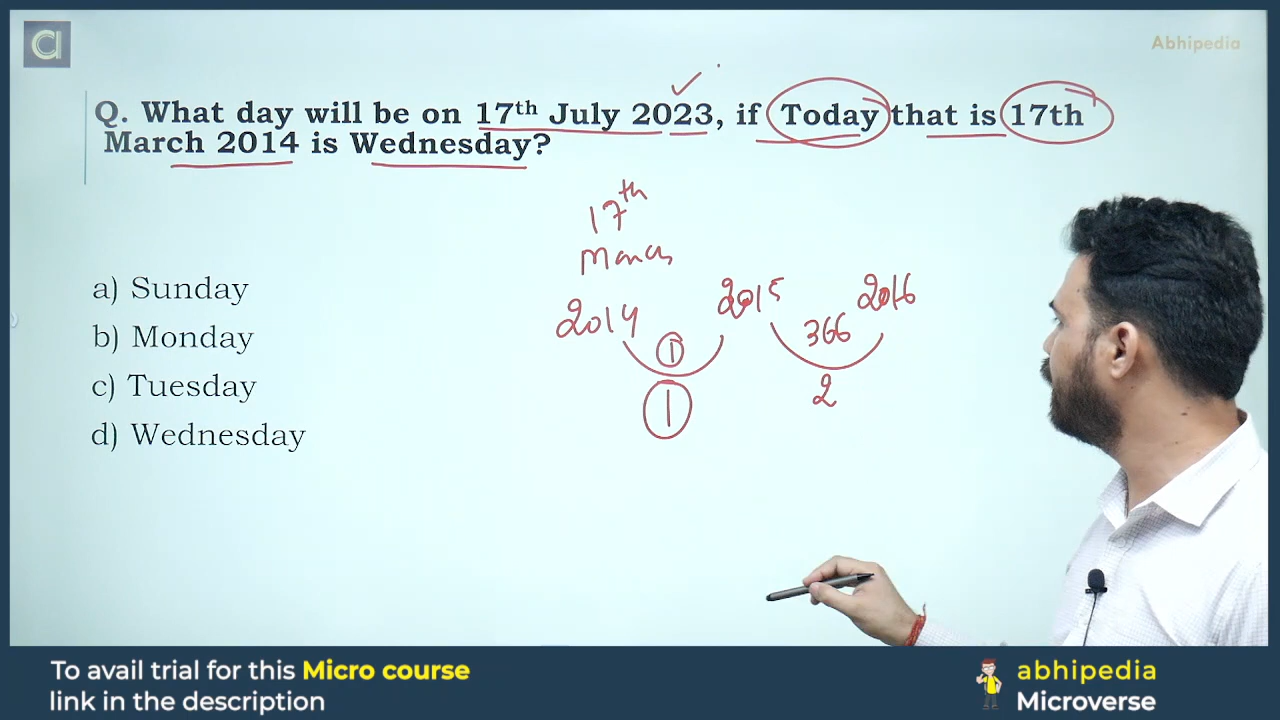 Abhipedia
Q. What day will be on 17th July 2023, if Today that is 17th
March 2014 is Wednesday?
17th
March
a) Sunday
2014 2015 2016
1 366
b) Monday
1 2
c) Tuesday
d) Wednesday
To avail trial for this Micro course
link in the description
abhipedia
Microverse